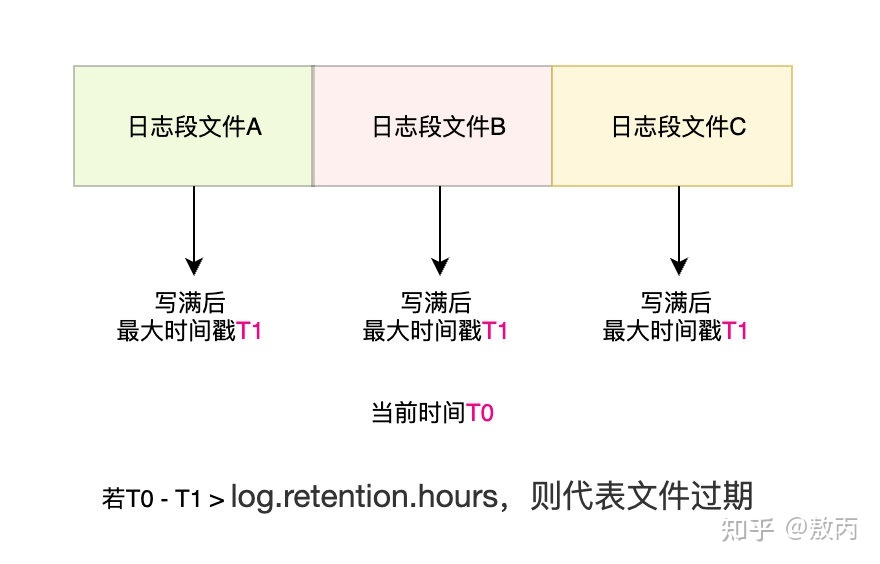 日志段文件A
日志段文件B
日志段文件C
写满后
最大时间戳T1
写满后
最大时间戳T1
写满后
最大时间戳T1
当前时间T0
若T0 - T1 > log.retention.hours，则代表文件过期
知乎 @敖丙